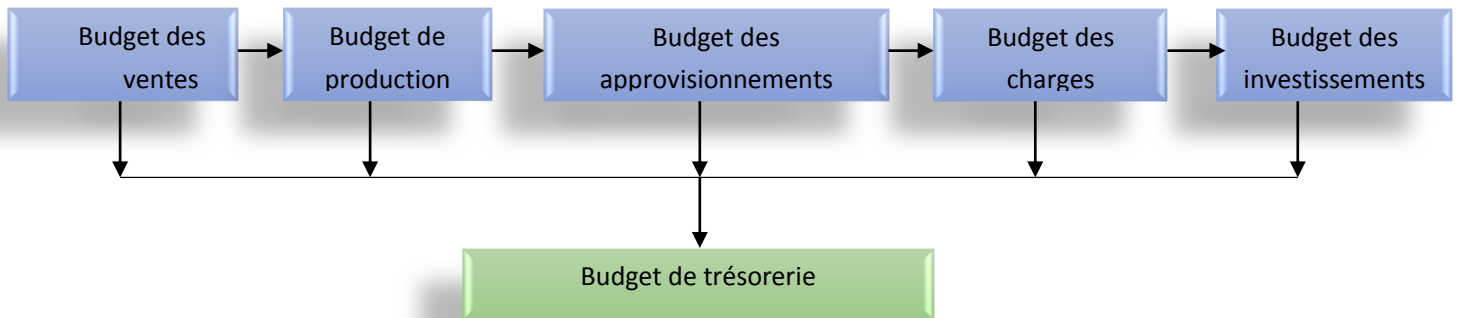 Budget des
ventes
Budget de
production
Budget des
approvisionnements
Budget des
charges
Budget des
investissements
Budget de trésorerie